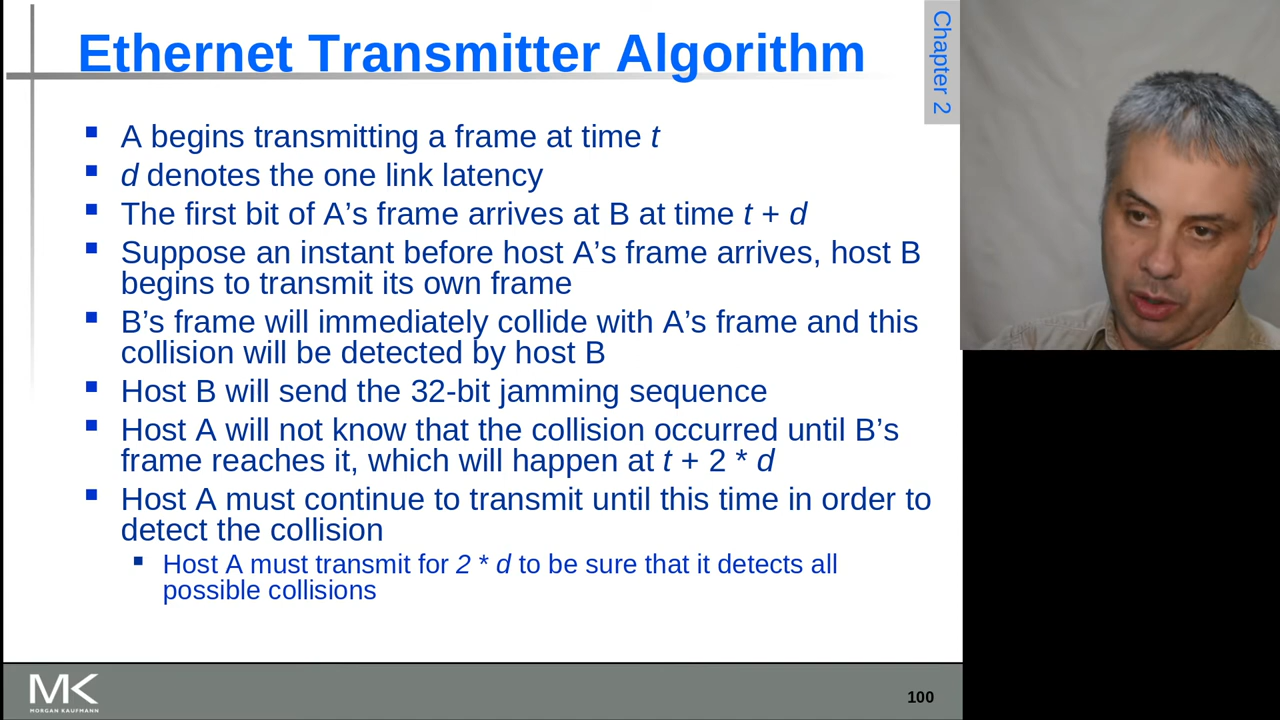 Ethernet Transmitter Algorithm
Chapter 2
A begins transmitting a frame at time t
d denotes the one link latency
The first bit of A’s frame arrives at B at time t + d
Suppose an instant before host A’s frame arrives, host B
begins to transmit its own frame
B’s frame will immediately collide with A’s frame and this
collision will be detected by host B
Host B will send the 32-bit jamming sequence
Host A will not know that the collision occurred until B’s
frame reaches it, which will happen at t + 2 * d
Host A must continue to transmit until this time in order to
detect the collision
Host A must transmit for 2 * d to be sure that it detects all
possible collisions
MK
MORGAN KAUFMANN
100